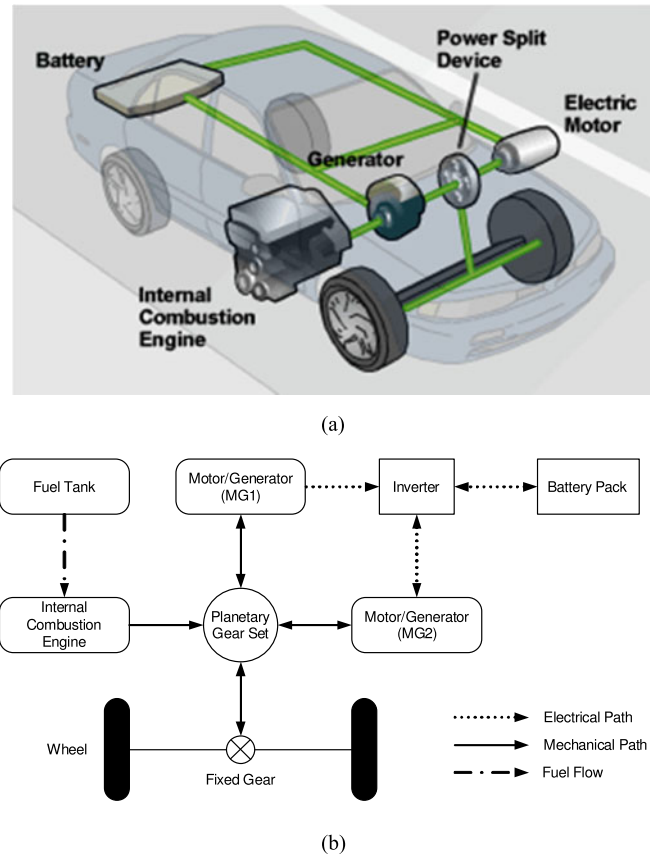 Battery
Power Split
Device
Electric
Motor
Generator
Internal
Combustion
Engine
(a)
Fuel Tank
Motor/Generator
(MG1)
Inverter
Battery Pack
Internal
Combustion
Engine
Planetary
Gear Set
Motor/Generator
(MG2)
Wheel
Fixed Gear
Electrical Path
Mechanical Path
Fuel Flow
(b)